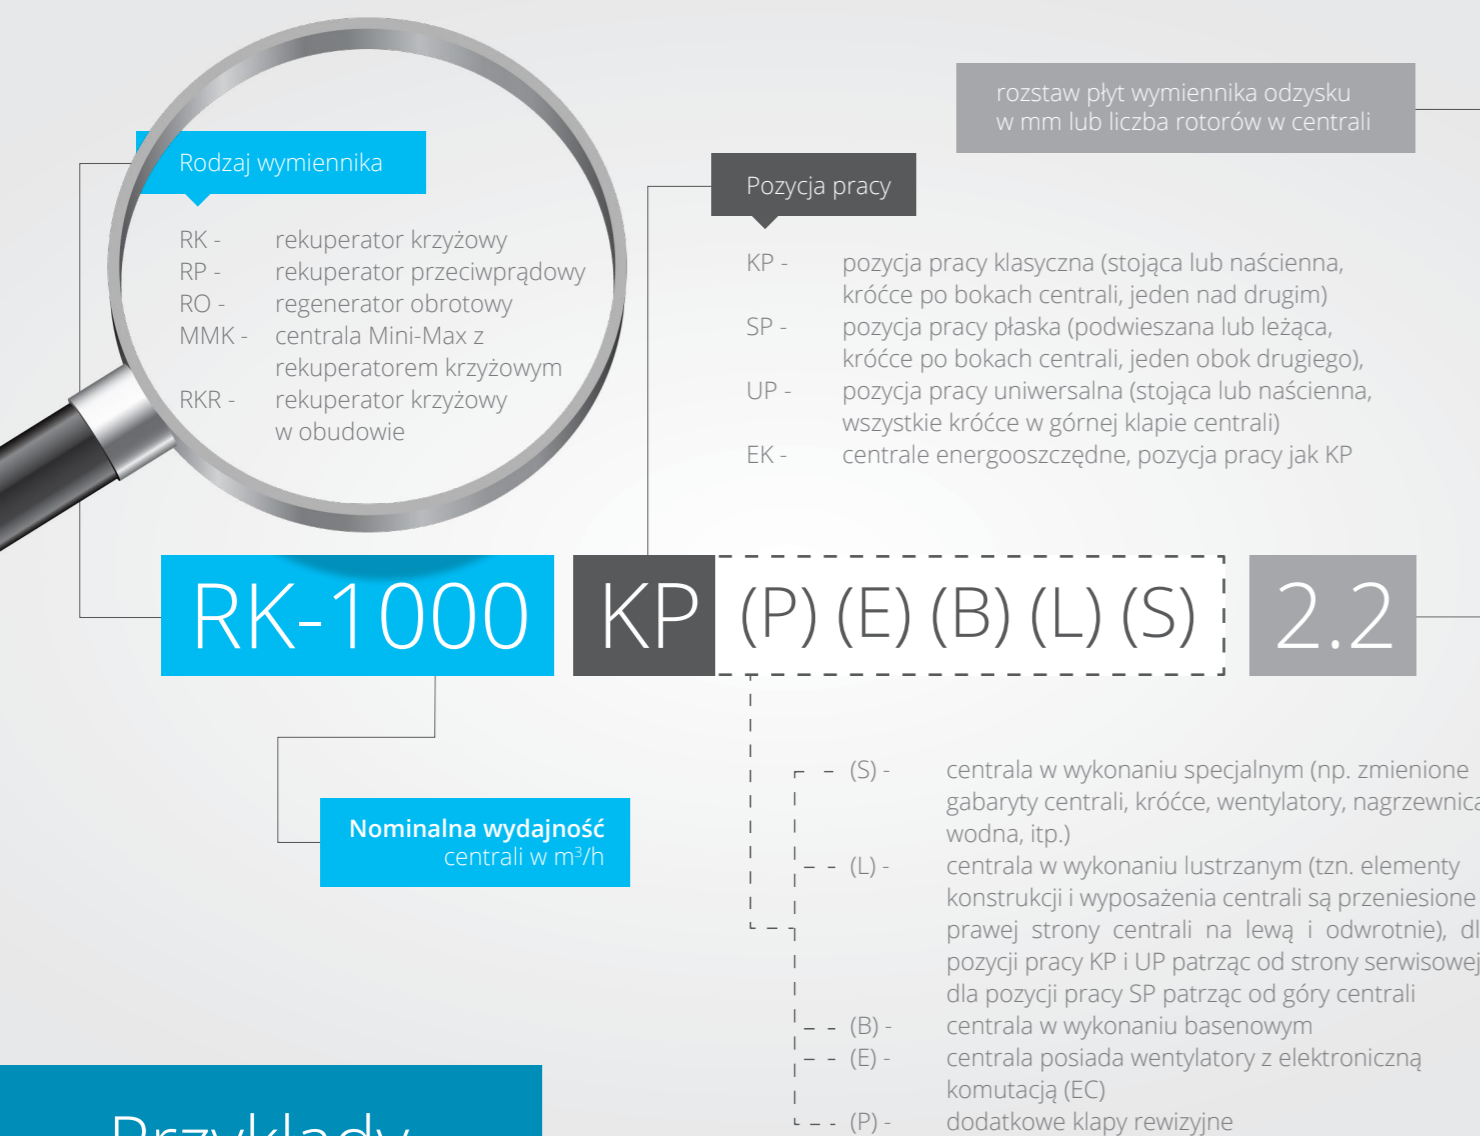 rozstaw płyt wymiennika odzysku
w mm lub liczba rotorów w centrali
Rodzaj wymiennika
RK - rekuperator krzyżowy
RP - rekuperator przeciwprądowy
RO - regenerator obrotowy
MMK - centrala Mini-Max z
rekuperatorem krzyżowym
RKR - rekuperator krzyżowy
w obudowie
Pozycja pracy
KP - pozycja pracy klasyczna (stojąca lub naścienna,
króćce po bokach centrali, jeden nad drugim)
SP - pozycja pracy płaska (podwieszana lub leżąca,
króćce po bokach centrali, jeden obok drugiego),
UP - pozycja pracy uniwersalna (stojąca lub naścienna,
wszystkie króćce w górnej klapie centrali)
EK - centrale energooszczędne, pozycja pracy jak KP
RK-1000 KP (P) (E) (B) (L) (S) 2.2
Nominalna wydajność
centrali w m³/h
(S) - centrala w wykonaniu specjalnym (np. zmienione
gabaryty centrali, króćce, wentylatory, nagrzewnica
wodna, itp.)
(L) - centrala w wykonaniu lustrzanym (tzn. elementy
konstrukcji i wyposażenia centrali są przeniesione
prawej strony centrali na lewą i odwrotnie), dl
pozycji pracy KP i UP patrząc od strony serwisowej
dla pozycji pracy SP patrząc od góry centrali
(B) - centrala w wykonaniu basenowym
(E) - centrala posiada wentylatory z elektroniczną
komutacją (EC)
(P) - dodatkowe klapy rewizyjne
Przykłady